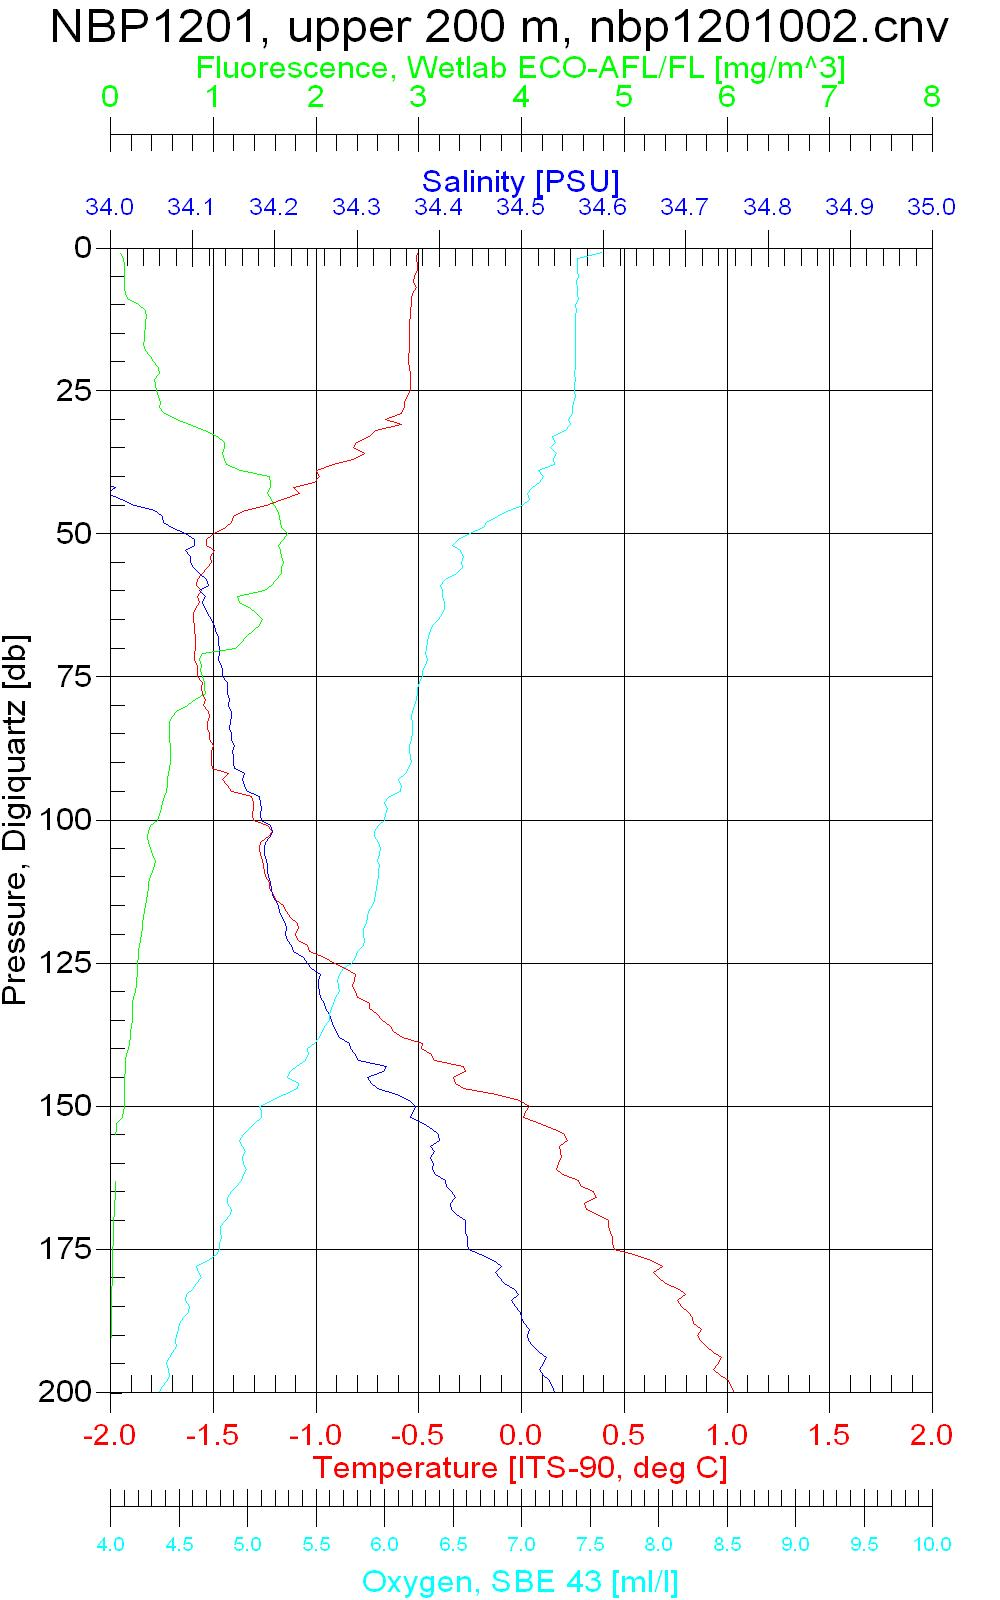 NBP1201, upper 200 m, nbp1201002.cnv
Fluorescence, Wetlab ECO-AFL/FL [mg/m^3]
0 1 2 3 4 5 6 7 8
Salinity [PSU]
34.0 34.1 34.2 34.3 34.4 34.5 34.6 34.7 34.8 34.9 35.0
0
25
50
75
100
125
150
175
200
Pressure, Digiquartz [db]
-2.0 -1.5 -1.0 -0.5 0.0 0.5 1.0 1.5 2.0
Temperature [ITS-90, deg C]
4.0 4.5 5.0 5.5 6.0 6.5 7.0 7.5 8.0 8.5 9.0 9.5 10.0
Oxygen, SBE 43 [ml/l]